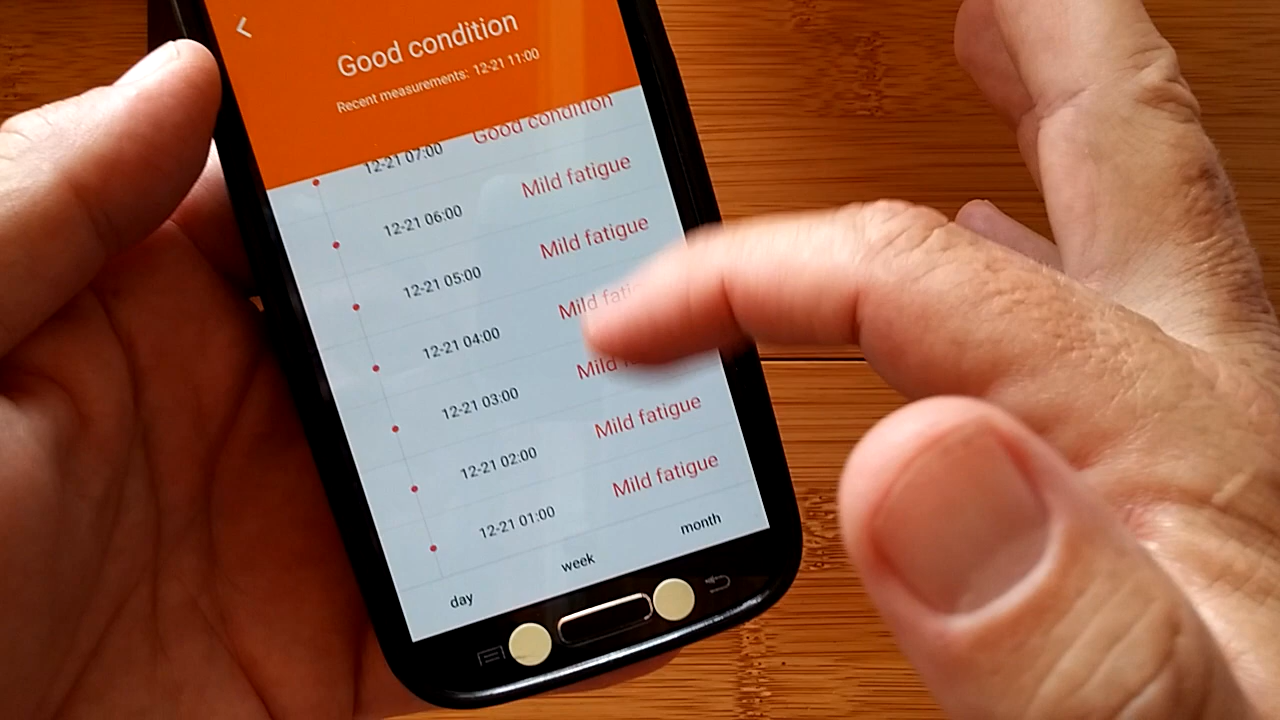 Good condition
Recent measurements: 12-21 11:00
12-21 07:00 Good condition
12-21 06:00 Mild fatigue
12-21 05:00 Mild fatigue
12-21 04:00 Mild
12-21 03:00 Mild
12-21 02:00 Mild fatigue
12-21 01:00 Mild fatigue
day week month